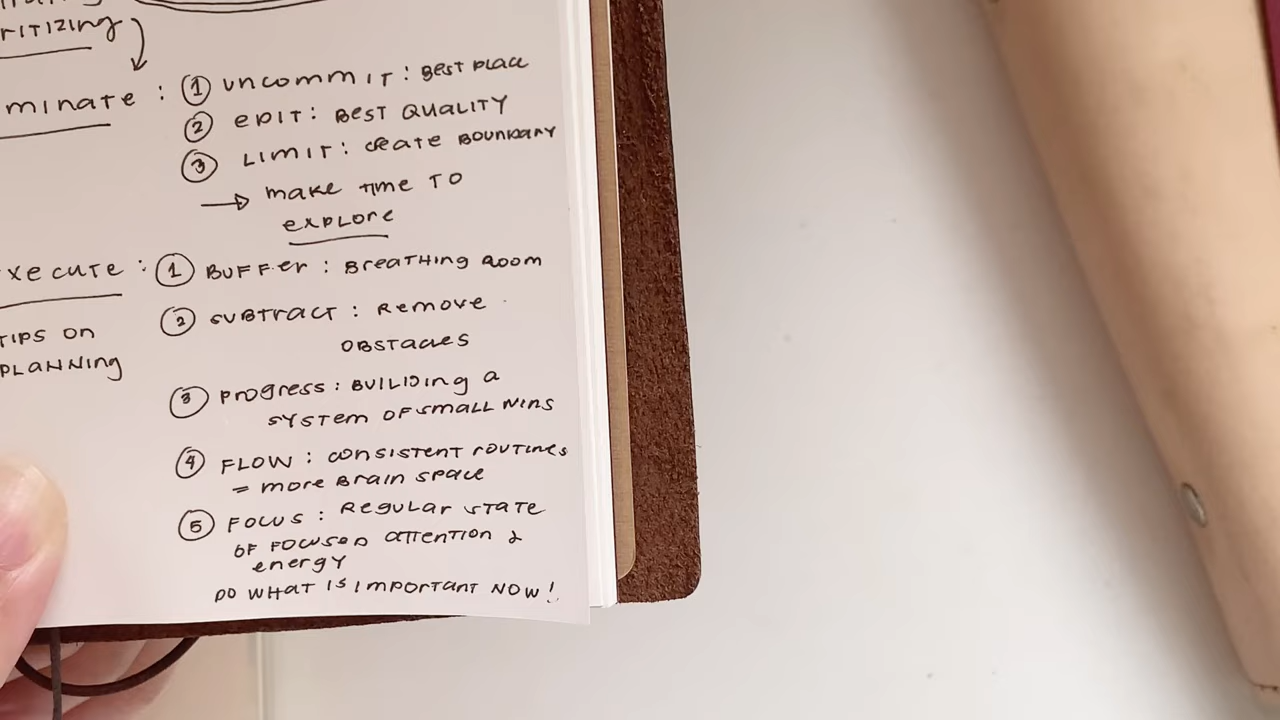 RITIZING
MINATE : ① UNCOMMIT : BEST PLACE
② EDIT : BEST QUALITY
③ LIMIT : CREATE BOUNDARY
→ MAKE TIME TO
EXPLORE
XECUTE : ① BUFFER : BREATHING ROOM
② SUBTRACT : REMOVE
OBSTACLES
TIPS ON
PLANNING
③ PROGRESS : BUILDING A
SYSTEM OF SMALL WINS
④ FLOW : CONSISTENT ROUTINES
= MORE BRAIN SPACE
⑤ FOCUS : REGULAR STATE
OF FOCUSED ATTENTION &
ENERGY
DO WHAT IS IMPORTANT NOW!